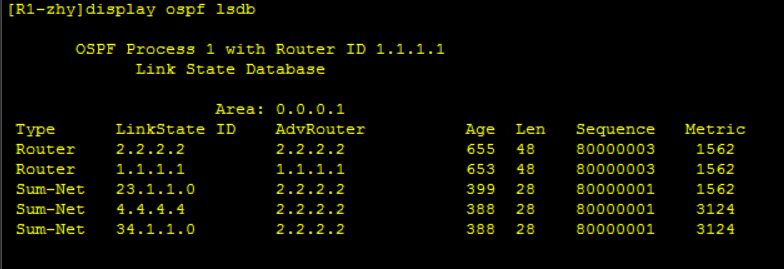 [R1-zhy]display ospf lsdb
OSPF Process 1 with Router ID 1.1.1.1
Link State Database
Area: 0.0.0.1
Type LinkState ID AdvRouter Age Len Sequence Metric
Router 2.2.2.2 2.2.2.2 655 48 80000003 1562
Router 1.1.1.1 1.1.1.1 653 48 80000003 1562
Sum-Net 23.1.1.0 2.2.2.2 399 28 80000001 1562
Sum-Net 4.4.4.4 2.2.2.2 388 28 80000001 3124
Sum-Net 34.1.1.0 2.2.2.2 388 28 80000001 3124